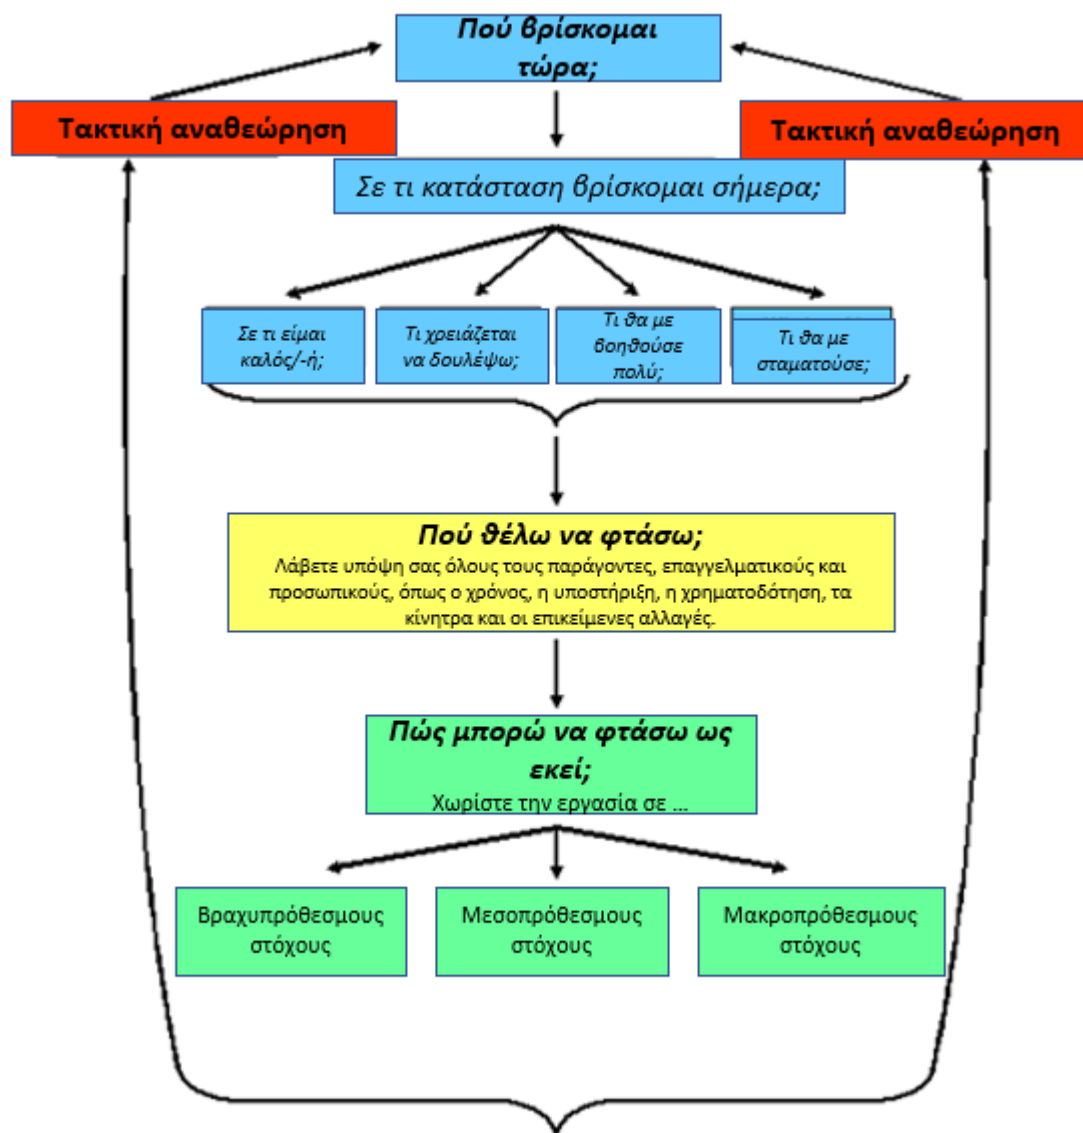 Πού βρίσκομαι
τώρα;
Τακτική αναθεώρηση
Τακτική αναθεώρηση
Σε τι κατάσταση βρίσκομαι σήμερα;
Σε τι είμαι
καλός/-ή;
Τι χρειάζεται
να δουλέψω;
Τι θα με
βοηθούσε
πολύ;
Τι θα με
σταματούσε;
Πού θέλω να φτάσω;
Λάβετε υπόψη σας όλους τους παράγοντες, επαγγελματικούς και
προσωπικούς, όπως ο χρόνος, η υποστήριξη, η χρηματοδότηση, τα
κίνητρα και οι επικείμενες αλλαγές.
Πώς μπορώ να φτάσω ως
εκεί;
Χωρίστε την εργασία σε ...
Βραχυπρόθεσμους
στόχους
Μεσοπρόθεσμους
στόχους
Μακροπρόθεσμους
στόχους